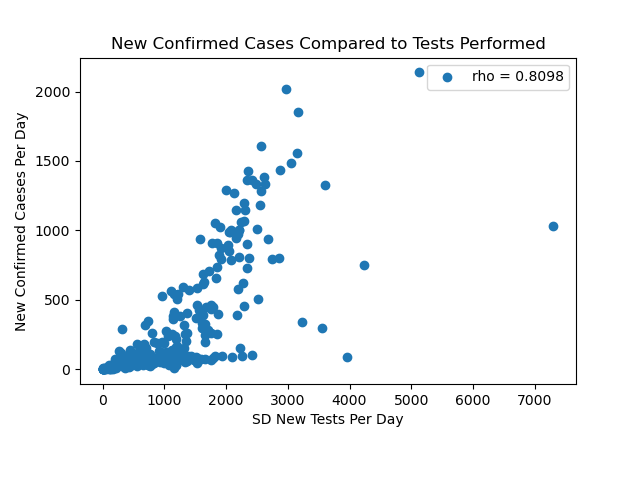 New Confirmed Cases Compared to Tests Performed
rho = 0.8098
New Confirmed Caeses Per Day
2000
1500
1000
500
0
0 1000 2000 3000 4000 5000 6000 7000
SD New Tests Per Day